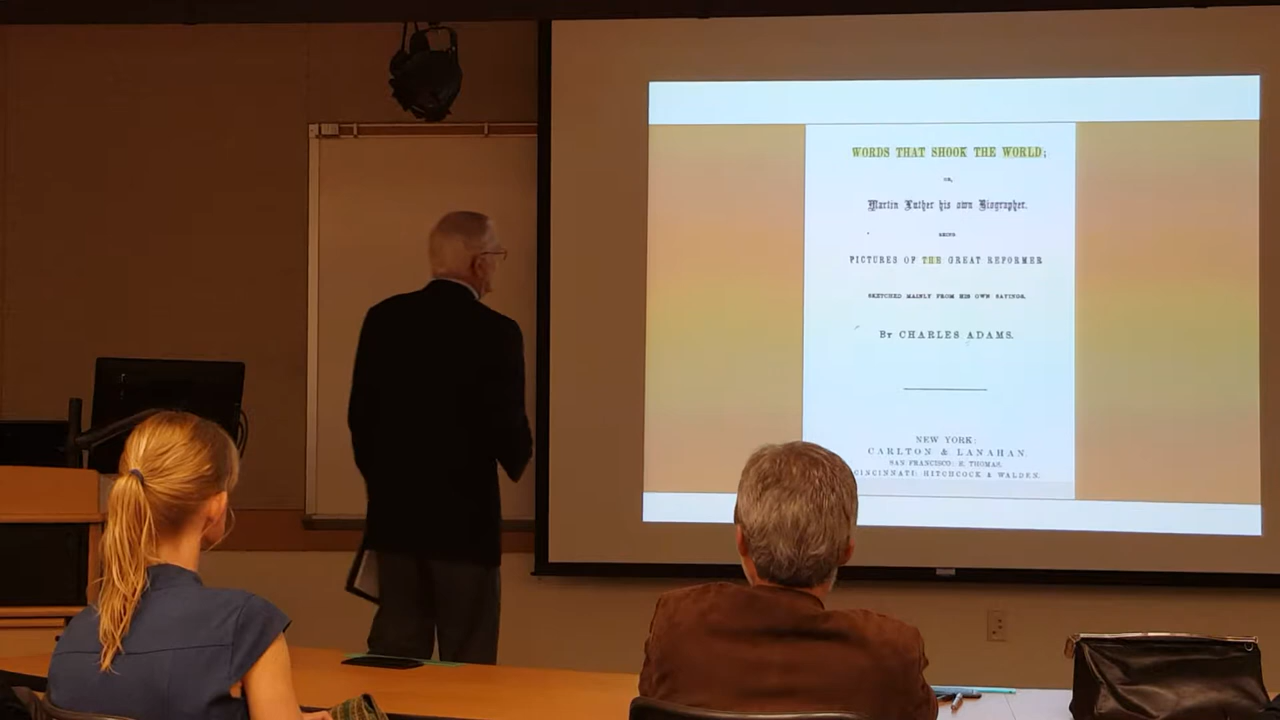 WORDS THAT SHOOK THE WORLD;
OR,
Martin Luther his own Biographer.
BEING
PICTURES OF THE GREAT REFORMER
SKETCHED MAINLY FROM HIS OWN SAYINGS.
BY CHARLES ADAMS.
NEW YORK:
CARLTON & LANAHAN.
SAN FRANCISCO: E. THOMAS.
CINCINNATI: HITCHCOCK & WALDEN.